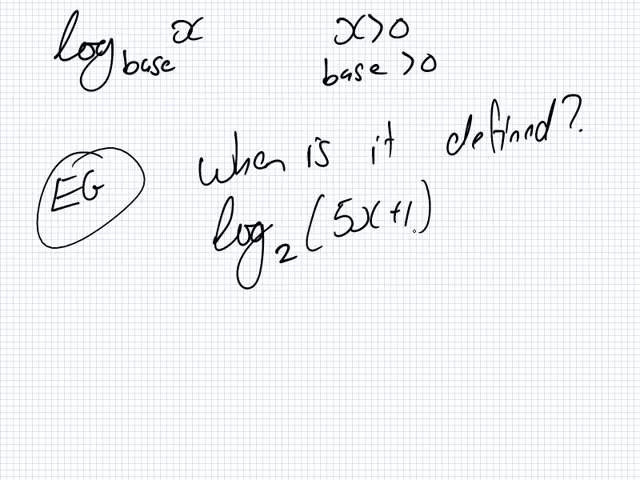 log_base x x>0
base >0
EG When is it defined?
log_2 (5x+1)